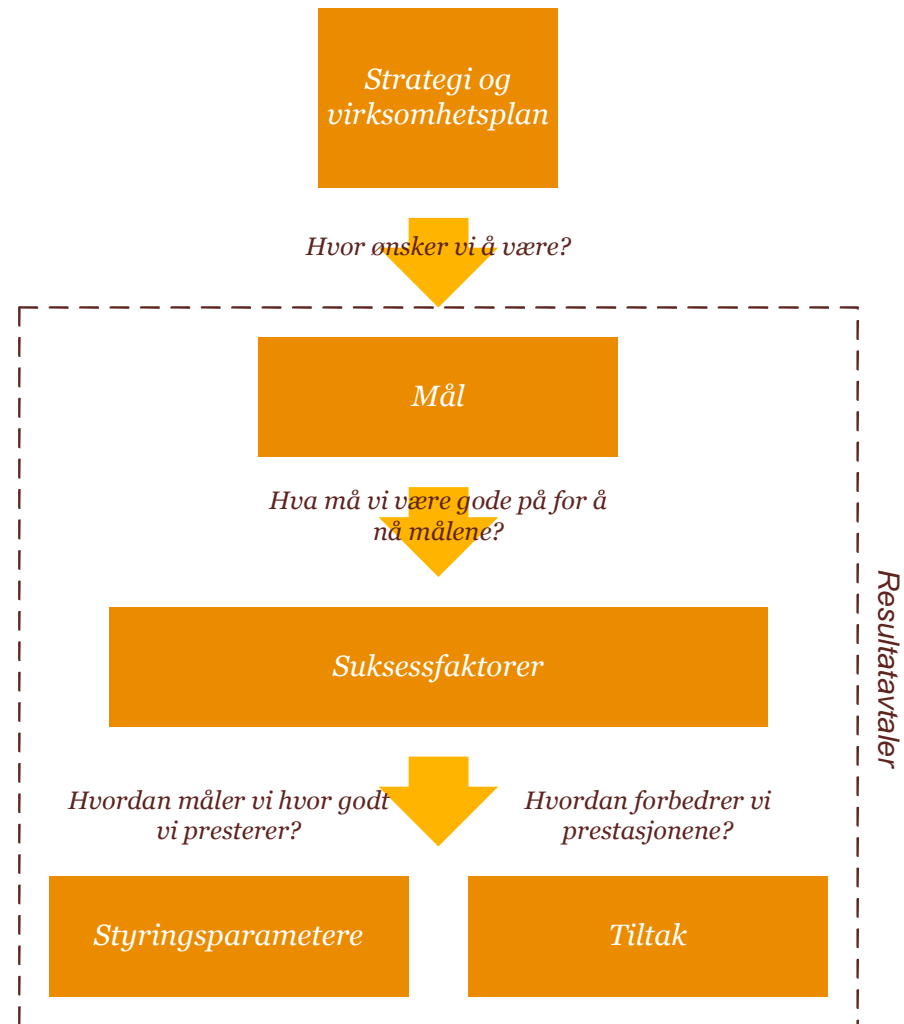 Strategi og
virksomhetsplan
Hvor ønsker vi å være?
Mål
Hva må vi være gode på for å
nå målene?
Suksessfaktorer
Resultatavtaler
Hvordan måler vi hvor godt
vi presterer?
Hvordan forbedrer vi
prestasjonene?
Styringsparametere
Tiltak